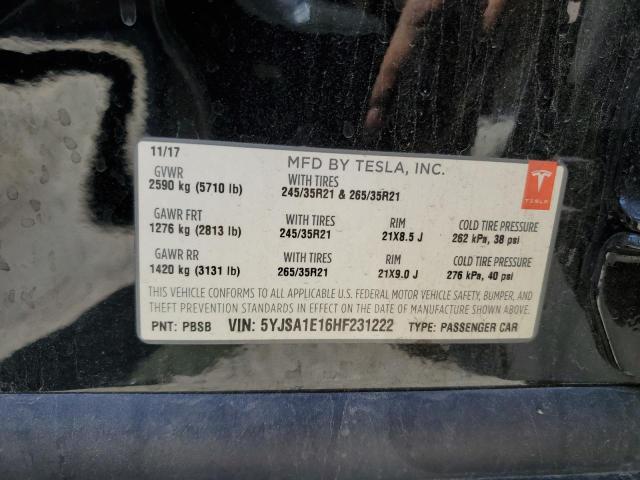 11/17
MFD BY TESLA, INC.
TESLA
GVWR
2590 kg (5710 lb)
WITH TIRES
245/35R21 & 265/35R21
GAWR FRT
1276 kg (2813 lb)
WITH TIRES
245/35R21
RIM
21X8.5 J
COLD TIRE PRESSURE
262 kPa, 38 psi
GAWR RR
1420 kg (3131 lb)
WITH TIRES
265/35R21
RIM
21X9.0 J
COLD TIRE PRESSURE
276 kPa, 40 psi
THIS VEHICLE CONFORMS TO ALL APPLICABLE U.S. FEDERAL MOTOR VEHICLE SAFETY, BUMPER, AND
THEFT PREVENTION STANDARDS IN EFFECT ON THE DATE OF MANUFACTURE SHOWN ABOVE.
PNT: PBSB VIN: 5YJSA1E16HF231222 TYPE: PASSENGER CAR